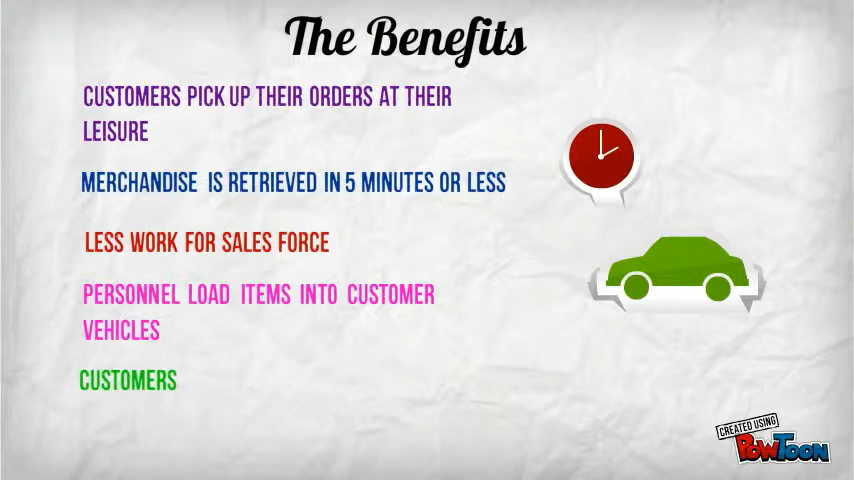 The Benefits
CUSTOMERS PICK UP THEIR ORDERS AT THEIR
LEISURE
MERCHANDISE IS RETRIEVED IN 5 MINUTES OR LESS
LESS WORK FOR SALES FORCE
PERSONNEL LOAD ITEMS INTO CUSTOMER
VEHICLES
CUSTOMERS
CREATED USING
POWTOON